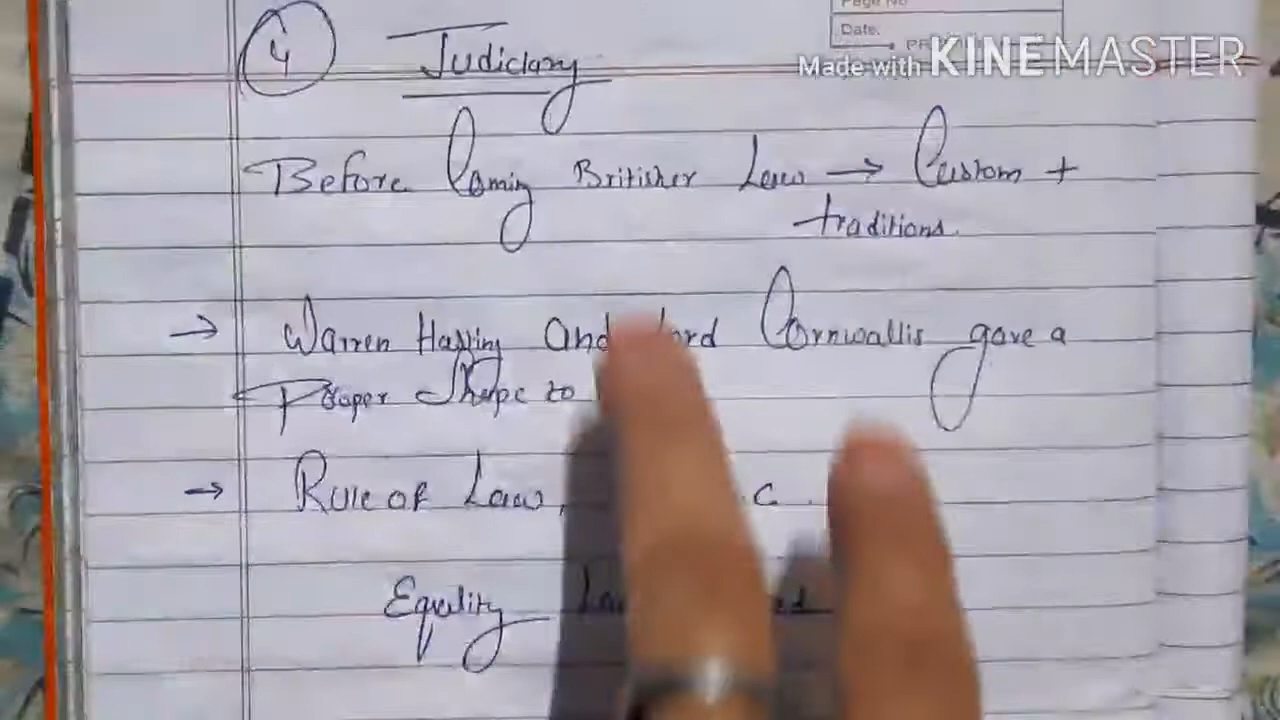 Page No
Date:
Made with KINEMASTER
4 Judiciary
Before Coming Britisher Law → Custom +
traditions.
→ Warren Hasting and Lord Cornwallis gave a
Proper Shape to
→ Rule of Law, c.
Equality